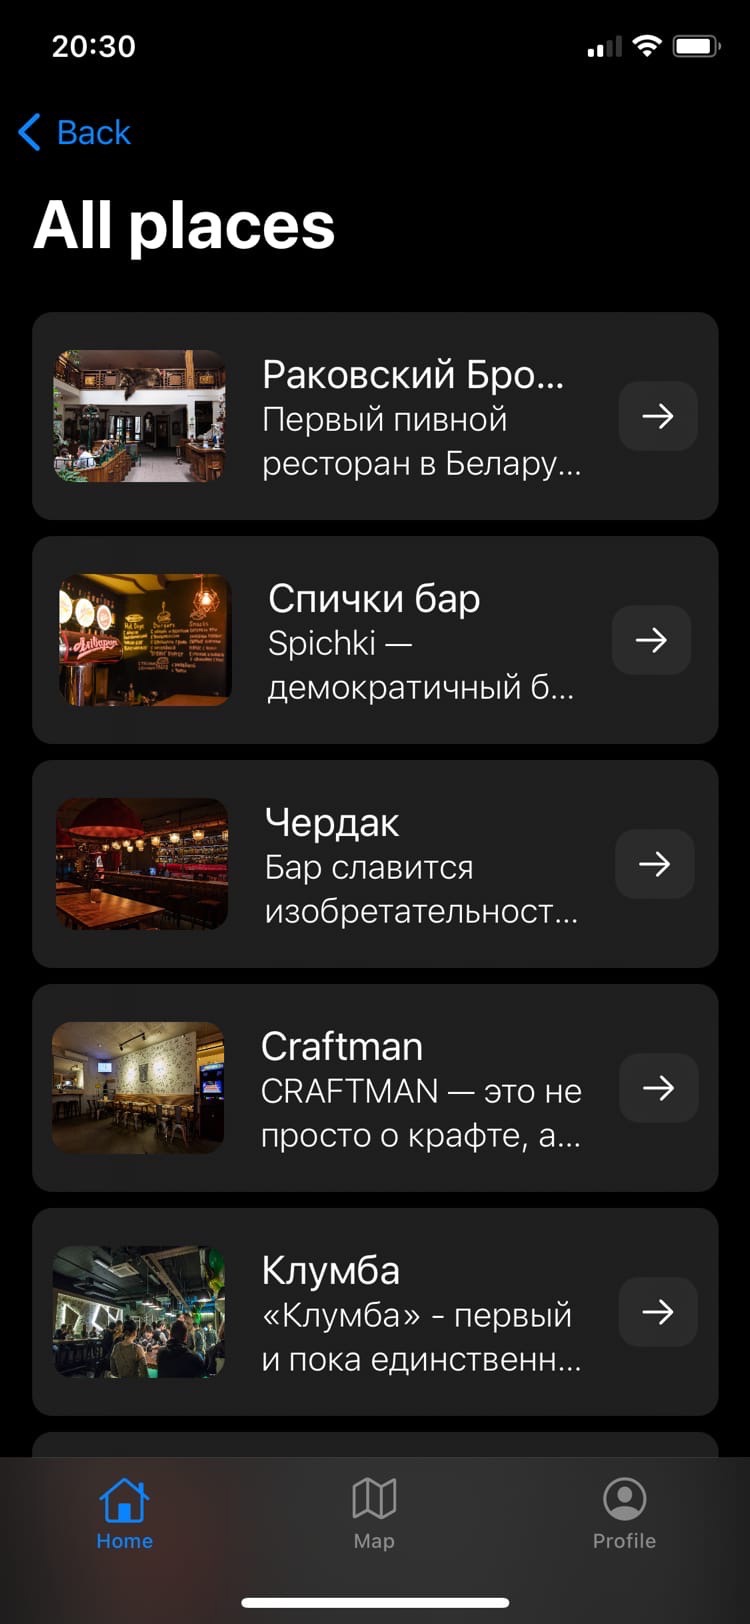 20:30
Back
All places
Раковский Бро...
Первый пивной
ресторан в Белару...
Спички бар
Spichki —
демократичный б...
Чердак
Бар славится
изобретательност...
Craftman
CRAFTMAN — это не
просто о крафте, а...
Клумба
«Клумба» - первый
и пока единственн...
Home
Map
Profile